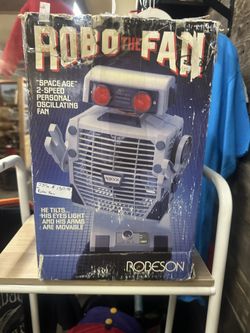 ROBO THE FAN
"SPACE AGE"
2-SPEED
PERSONAL
OSCILLATING
FAN
HE TILTS...
HIS EYES LIGHT
AND HIS ARMS
ARE MOVABLE
ROBESON